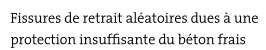 Fissures de retrait aléatoires dues à une
protection insuffisante du béton frais